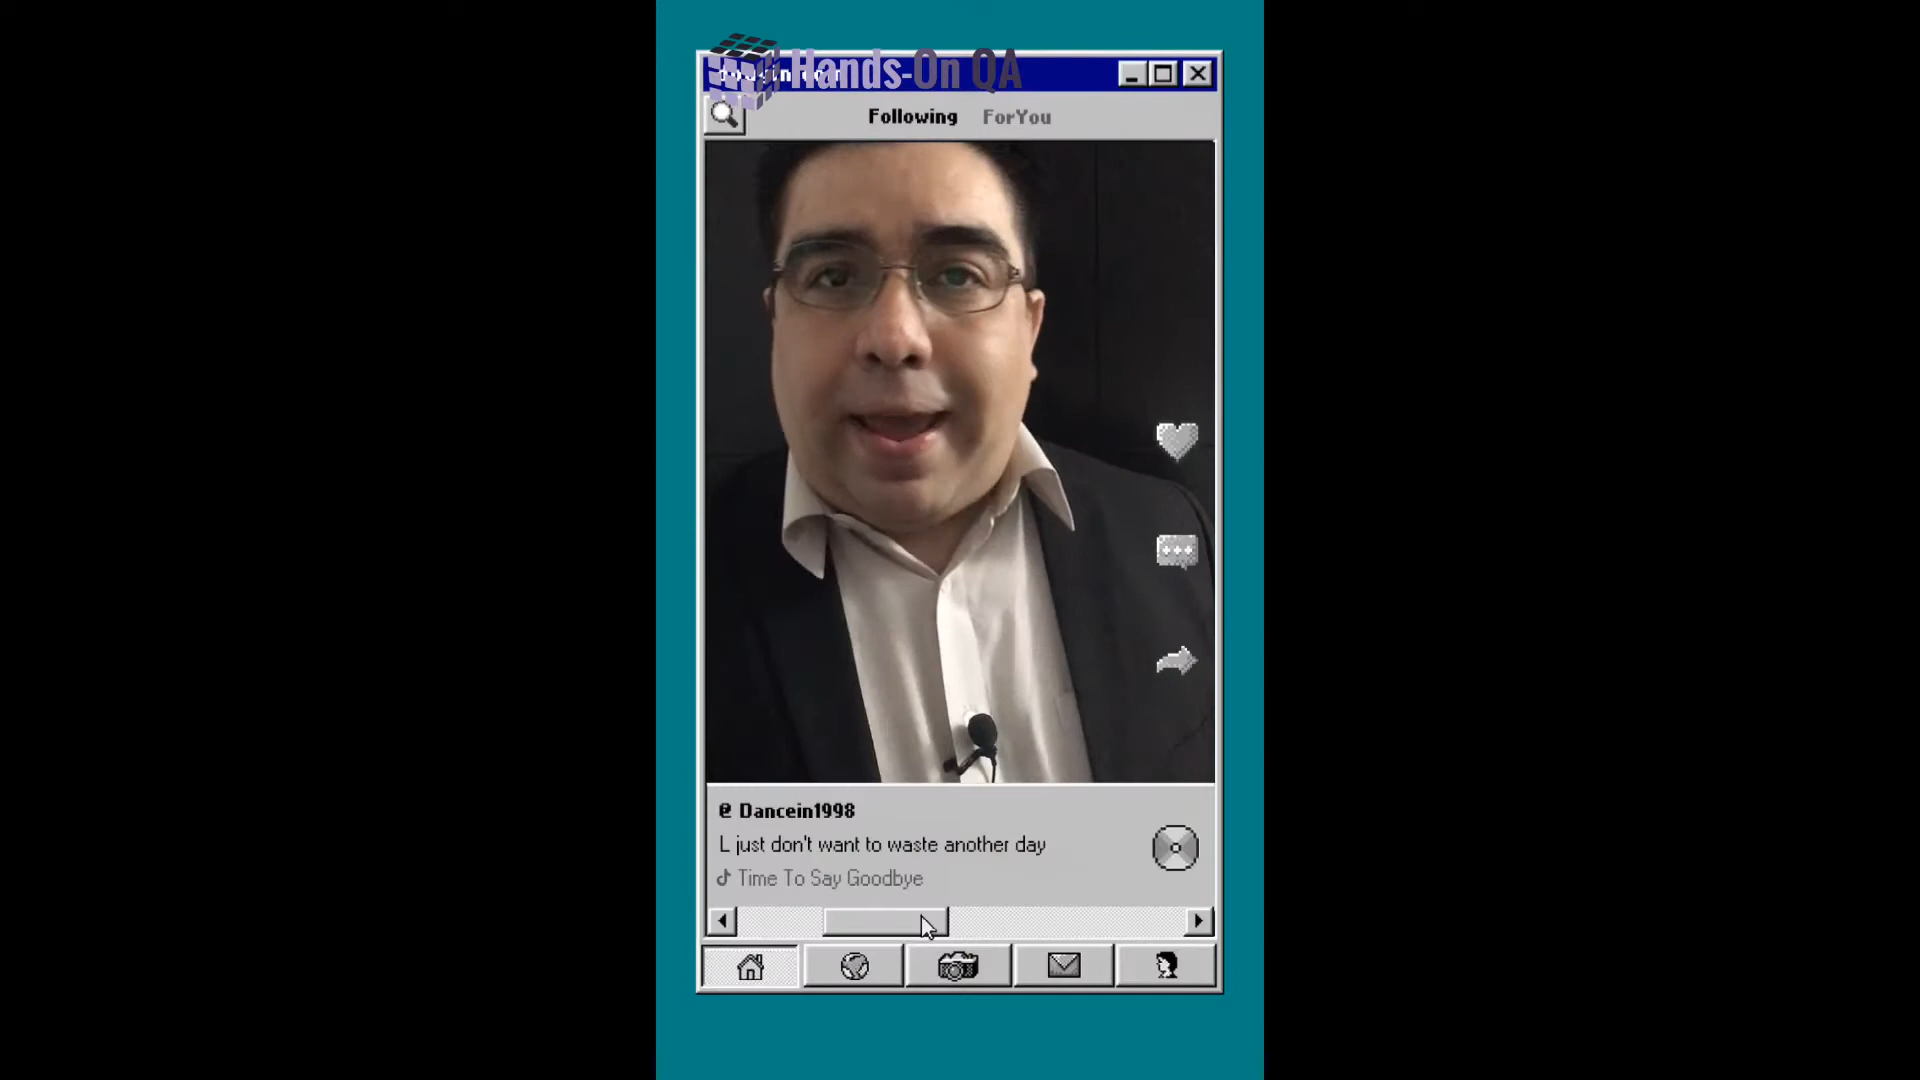 Hands-On QA
Following ForYou
@ Dancein1998
L just don't want to waste another day
Time To Say Goodbye